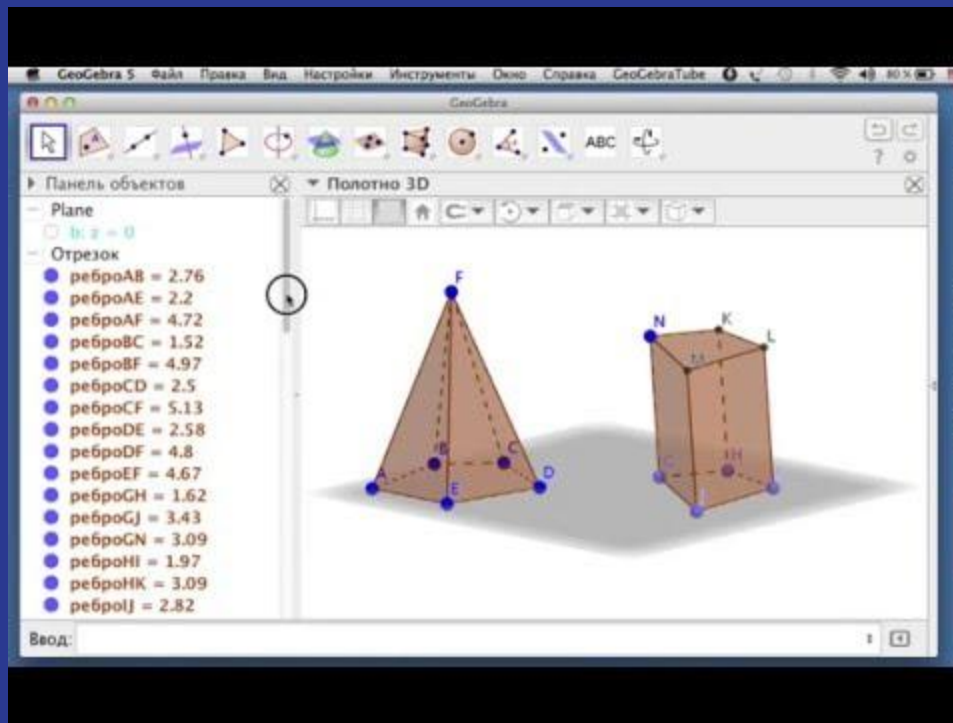 GeoGebra 5 Файл Правка Вид Настройки Инструменты Окно Справка GeoGebraTube 80 %
GeoGebra
ABC
?
Панель объектов
Полотно 3D
Plane
b: z = 0
Отрезок
реброAB = 2.76
реброAE = 2.2
реброAF = 4.72
реброBC = 1.52
реброBF = 4.97
реброCD = 2.5
реброCF = 5.13
реброDE = 2.58
реброDF = 4.8
реброEF = 4.67
реброGH = 1.62
реброGJ = 3.43
реброGN = 3.09
реброHI = 1.97
реброHK = 3.09
реброIJ = 2.82
F
N K
L
M
B C
A D
E
G H
J
Ввод: